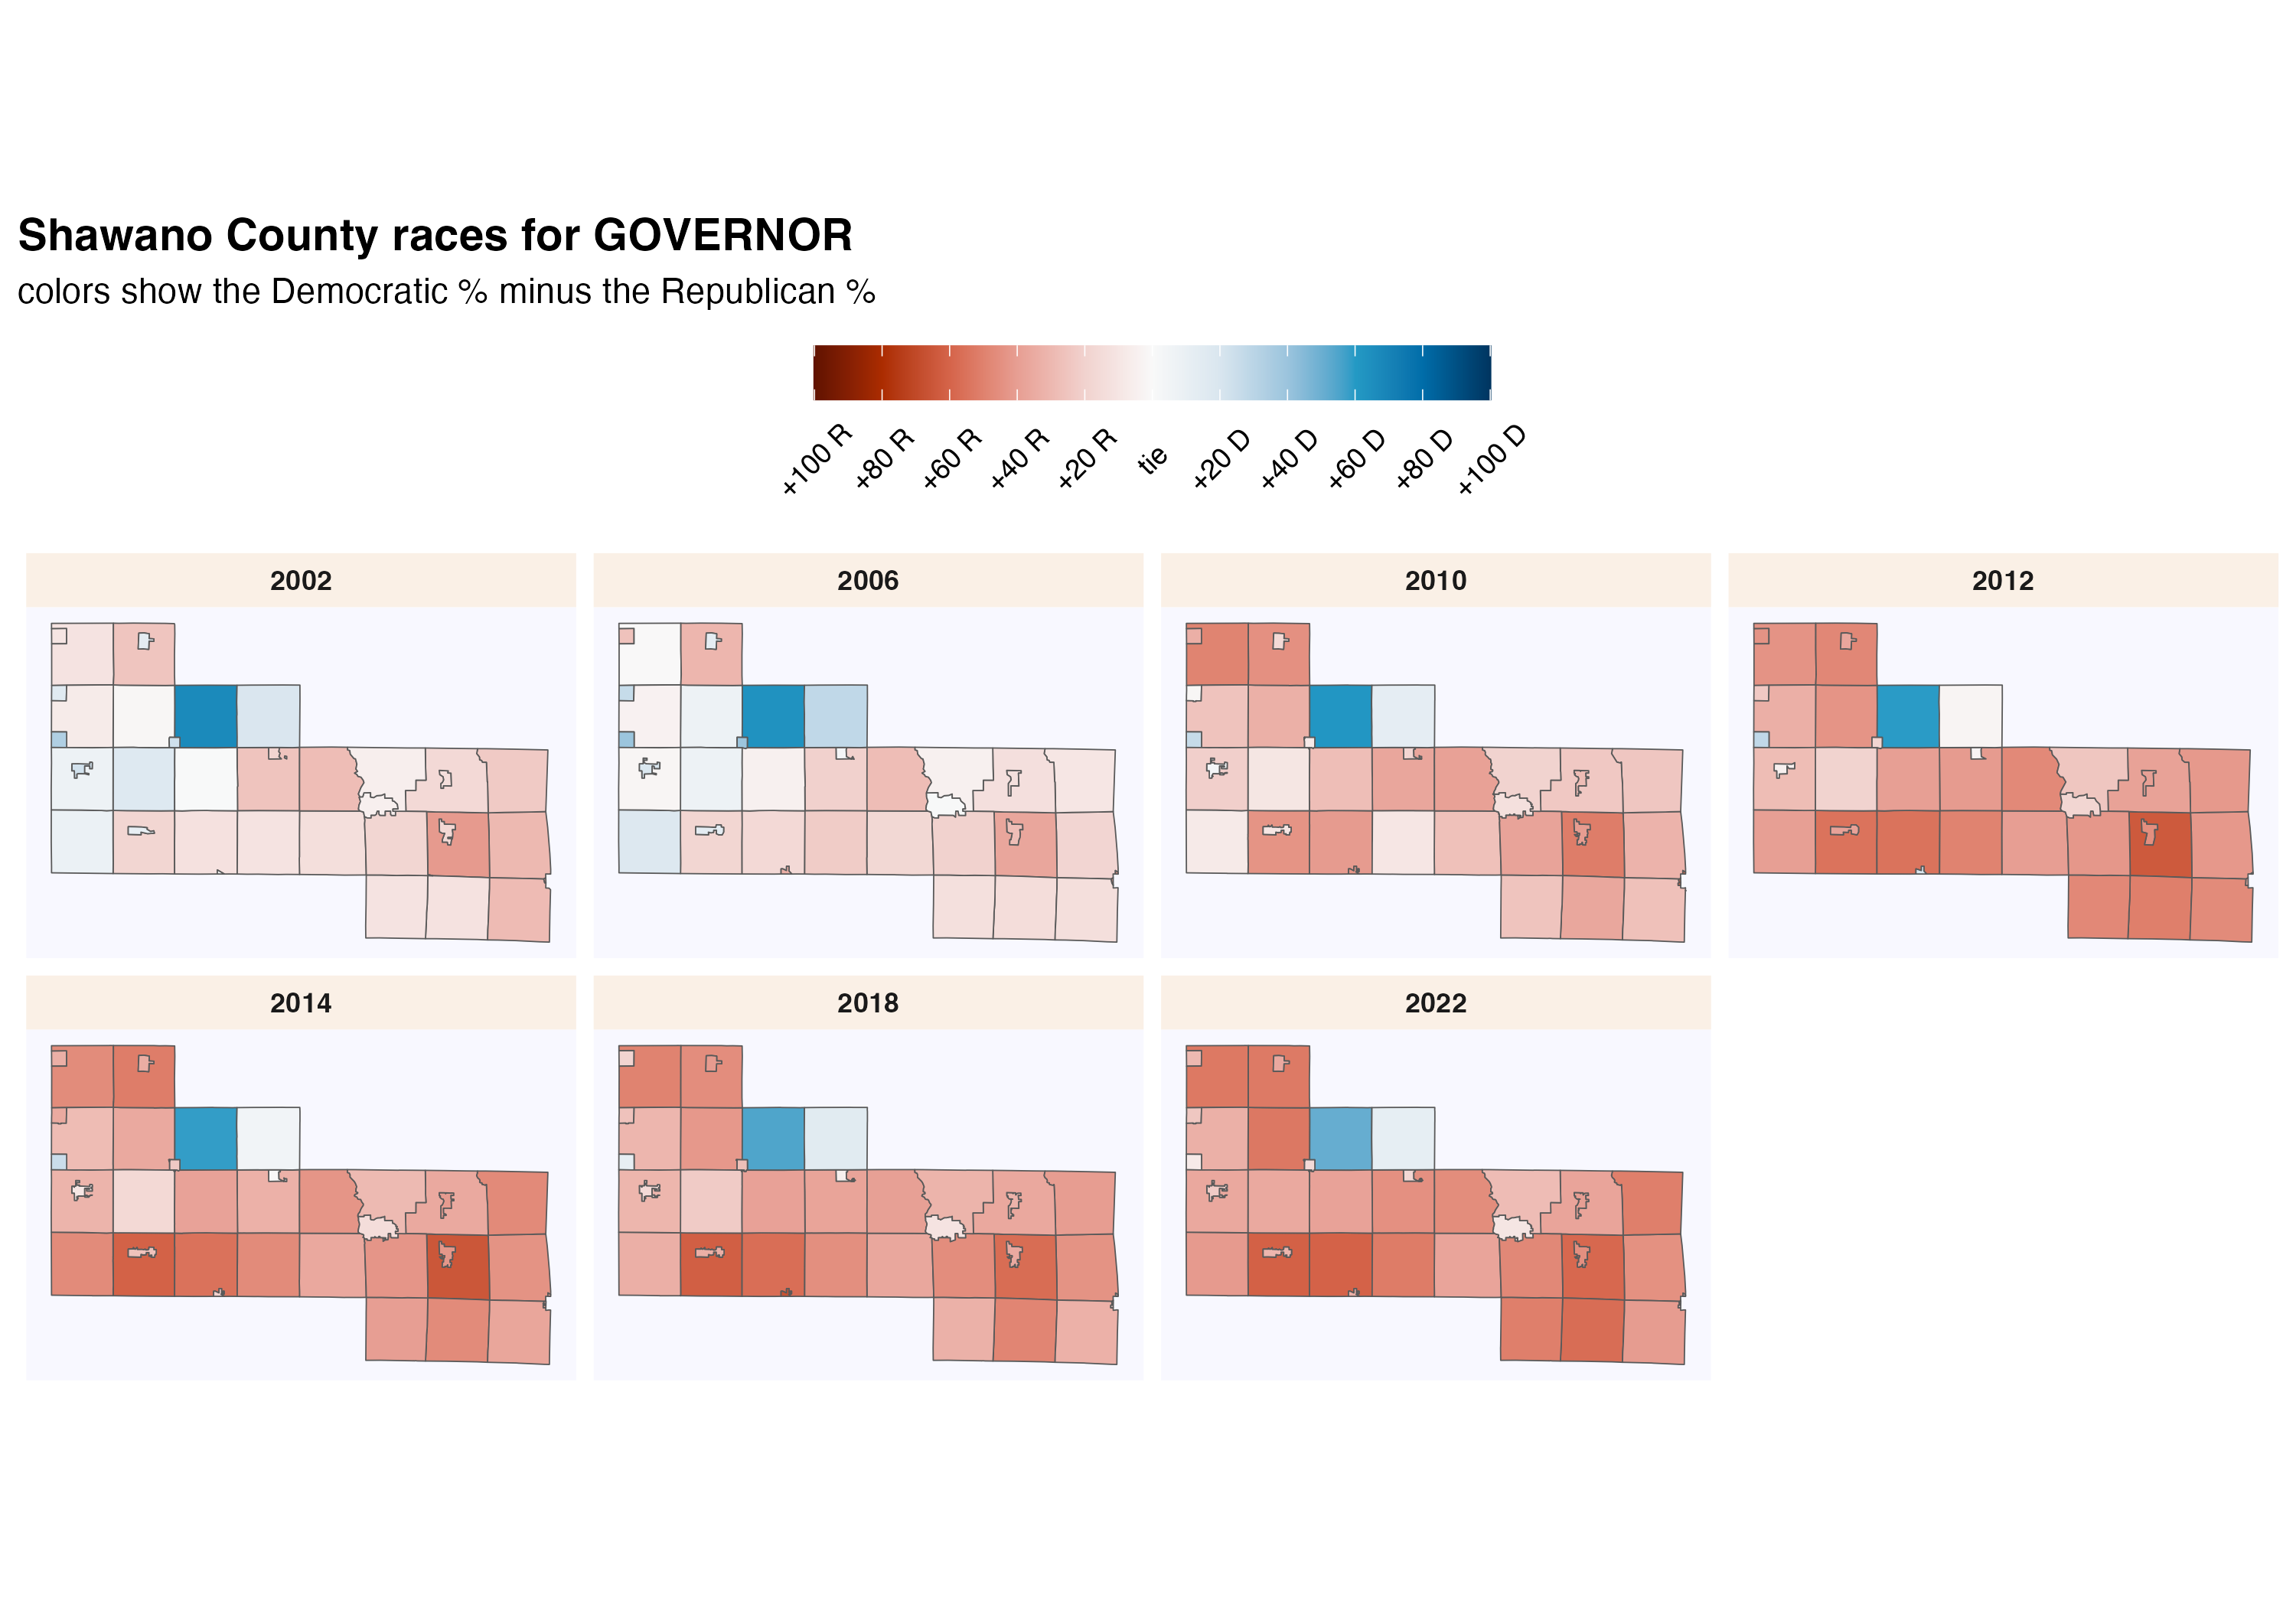 Shawano County races for GOVERNOR
colors show the Democratic % minus the Republican %
+100 R
+80 R
+60 R
+40 R
+20 R
tie
+20 D
+40 D
+60 D
+80 D
+100 D
2002
2006
2010
2012
2014
2018
2022